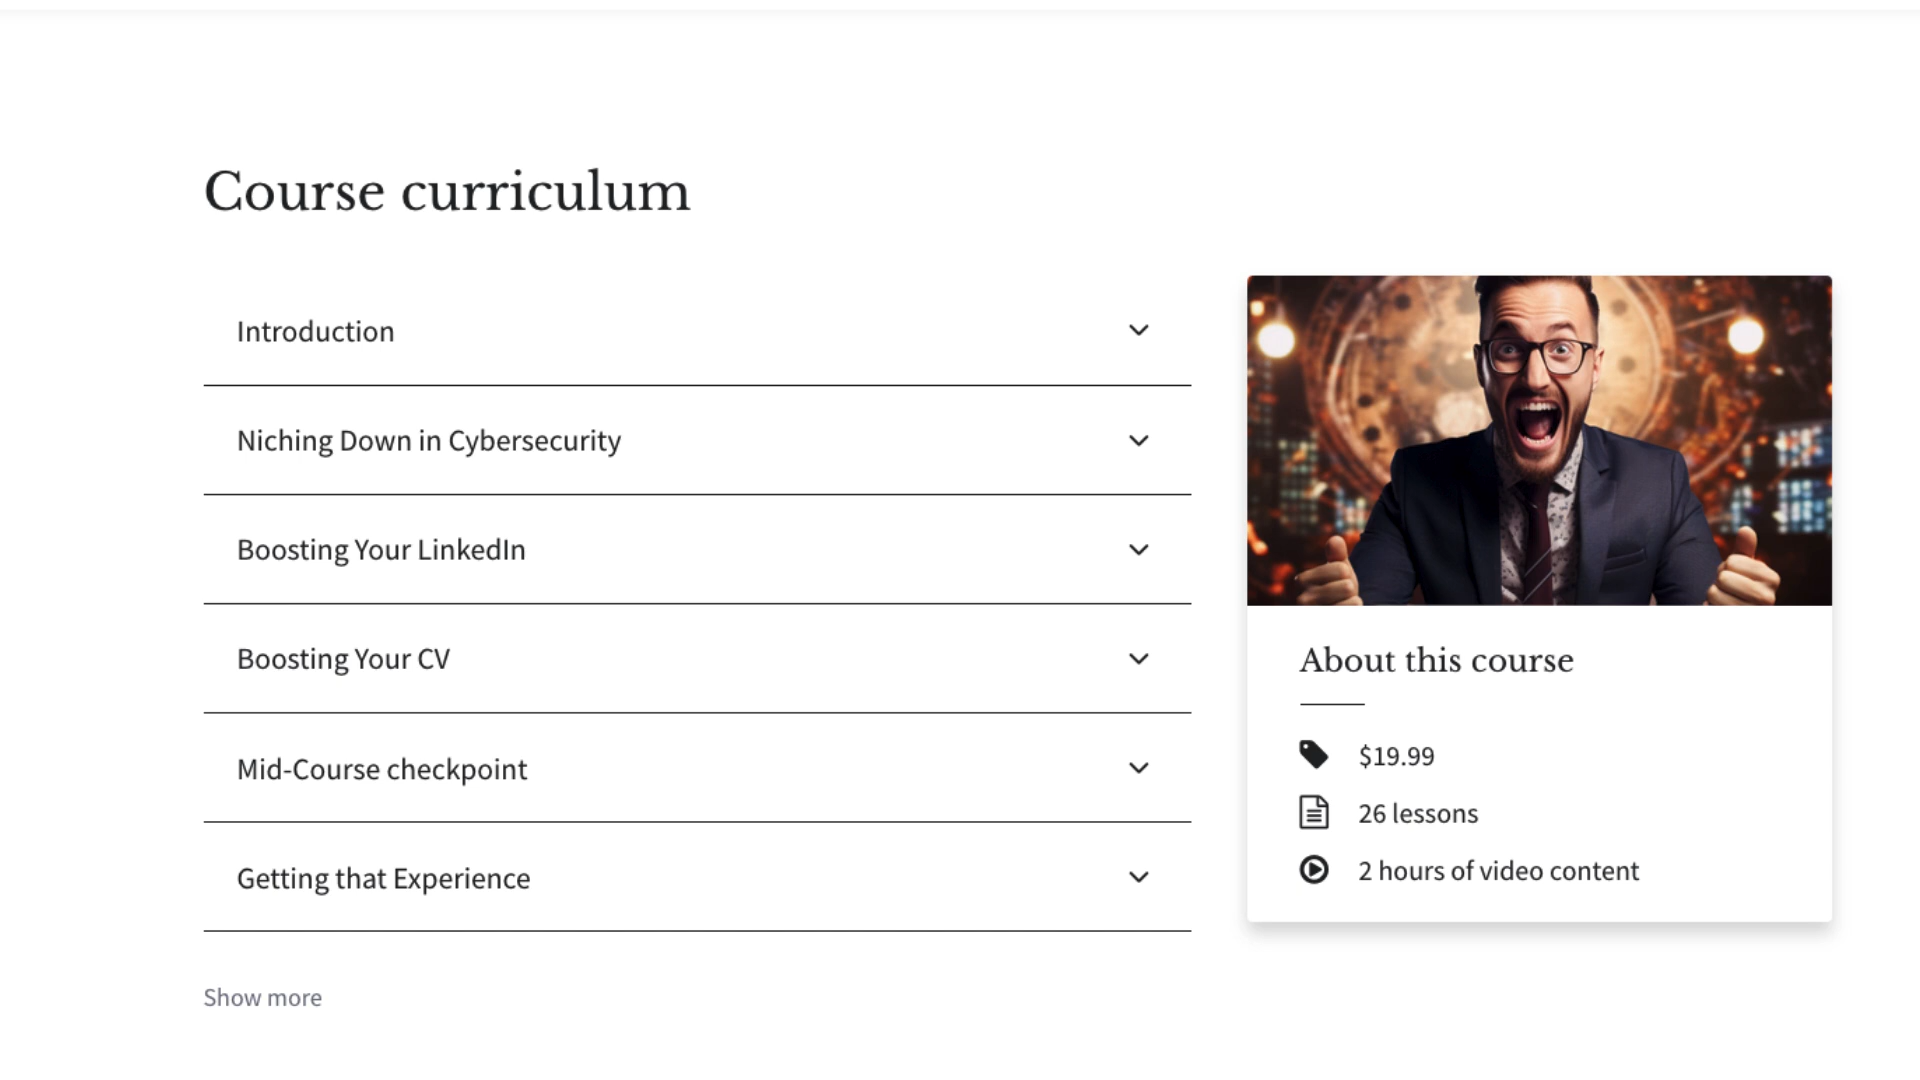 Course curriculum
Introduction
Niching Down in Cybersecurity
Boosting Your LinkedIn
Boosting Your CV
Mid-Course checkpoint
Getting that Experience
Show more
About this course
$19.99
26 lessons
2 hours of video content